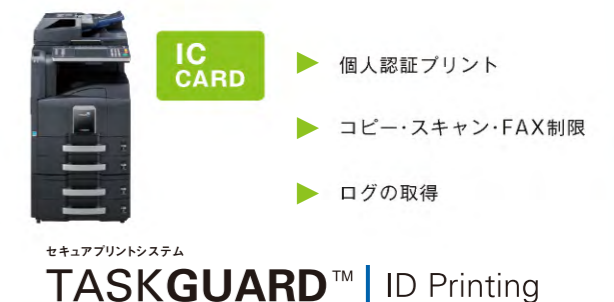 IC
CARD
個人認証プリント
コピー・スキャン・FAX制限
ログの取得
セキュアプリントシステム
TASKGUARD™ | ID Printing